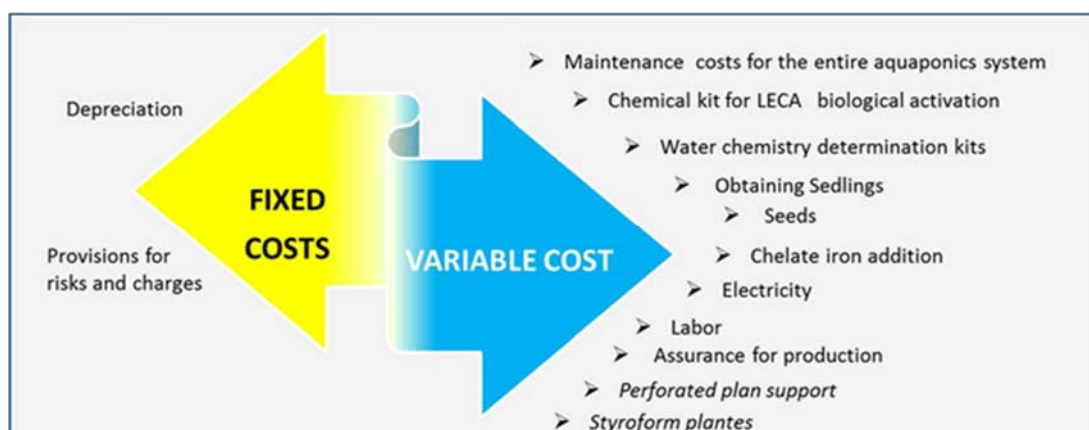 Depreciation
Provisions for
risks and charges
FIXED
COSTS
VARIABLE COST
Maintenance costs for the entire aquaponics system
Chemical kit for LECA biological activation
Water chemistry determination kits
Obtaining Sedlings
Seeds
Chelate iron addition
Electricity
Labor
Assurance for production
Perforated plan support
Styroform plantes